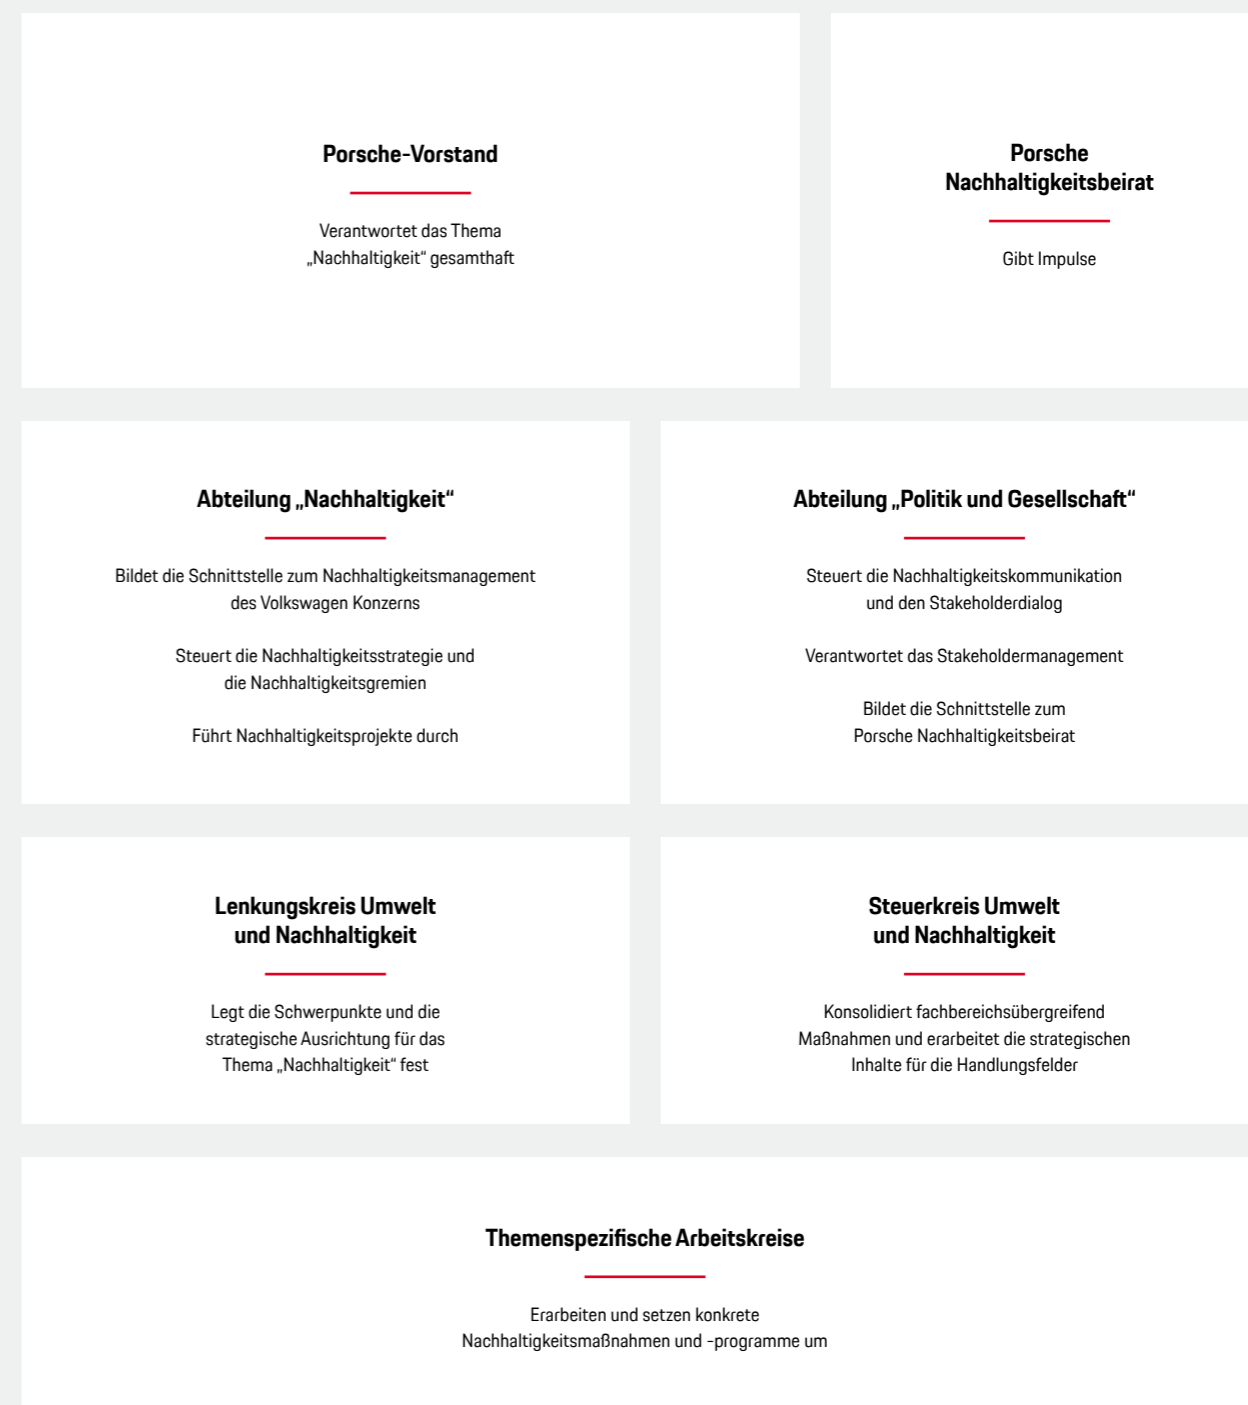 Porsche-Vorstand
Verantwortet das Thema
„Nachhaltigkeit“ gesamthaft
Porsche
Nachhaltigkeitsbeirat
Gibt Impulse
Abteilung „Nachhaltigkeit“
Bildet die Schnittstelle zum Nachhaltigkeitsmanagement
des Volkswagen Konzerns
Steuert die Nachhaltigkeitsstrategie und
die Nachhaltigkeitsgremien
Führt Nachhaltigkeitsprojekte durch
Abteilung „Politik und Gesellschaft“
Steuert die Nachhaltigkeitskommunikation
und den Stakeholderdialog
Verantwortet das Stakeholdermanagement
Bildet die Schnittstelle zum
Porsche Nachhaltigkeitsbeirat
Lenkungskreis Umwelt
und Nachhaltigkeit
Legt die Schwerpunkte und die
strategische Ausrichtung für das
Thema „Nachhaltigkeit“ fest
Steuerkreis Umwelt
und Nachhaltigkeit
Konsolidiert fachbereichsübergreifend
Maßnahmen und erarbeitet die strategischen
Inhalte für die Handlungsfelder
Themenspezifische Arbeitskreise
Erarbeiten und setzen konkrete
Nachhaltigkeitsmaßnahmen und -programme um